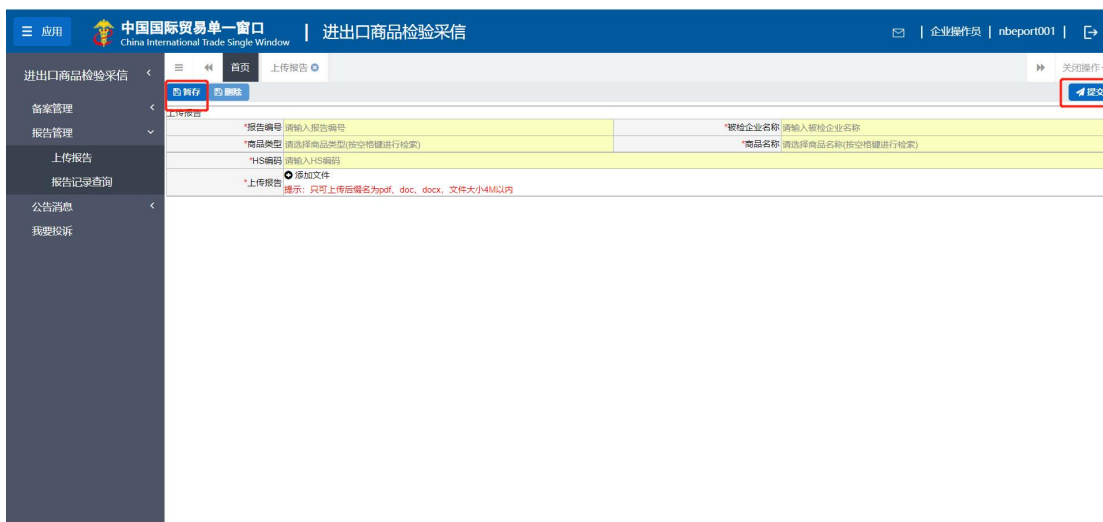 应用
中国国际贸易单一窗口
China International Trade Single Window
进出口商品检验采信
企业操作员 | nbeport001 |
进出口商品检验采信
首页
上传报告
关闭操作
暂存
删除
提交
备案管理
报告管理
上传报告
报告记录查询
公告消息
我要投诉
上传报告
*报告编号 请输入报告编号
*被检企业名称 请输入被检企业名称
*商品类型 请选择商品类型(按空格键进行检索)
*商品名称 请选择商品名称(按空格键进行检索)
*HS编码 请输入HS编码
*上传报告 添加文件
提示：只可上传后缀名为pdf、doc、docx，文件大小4M以内